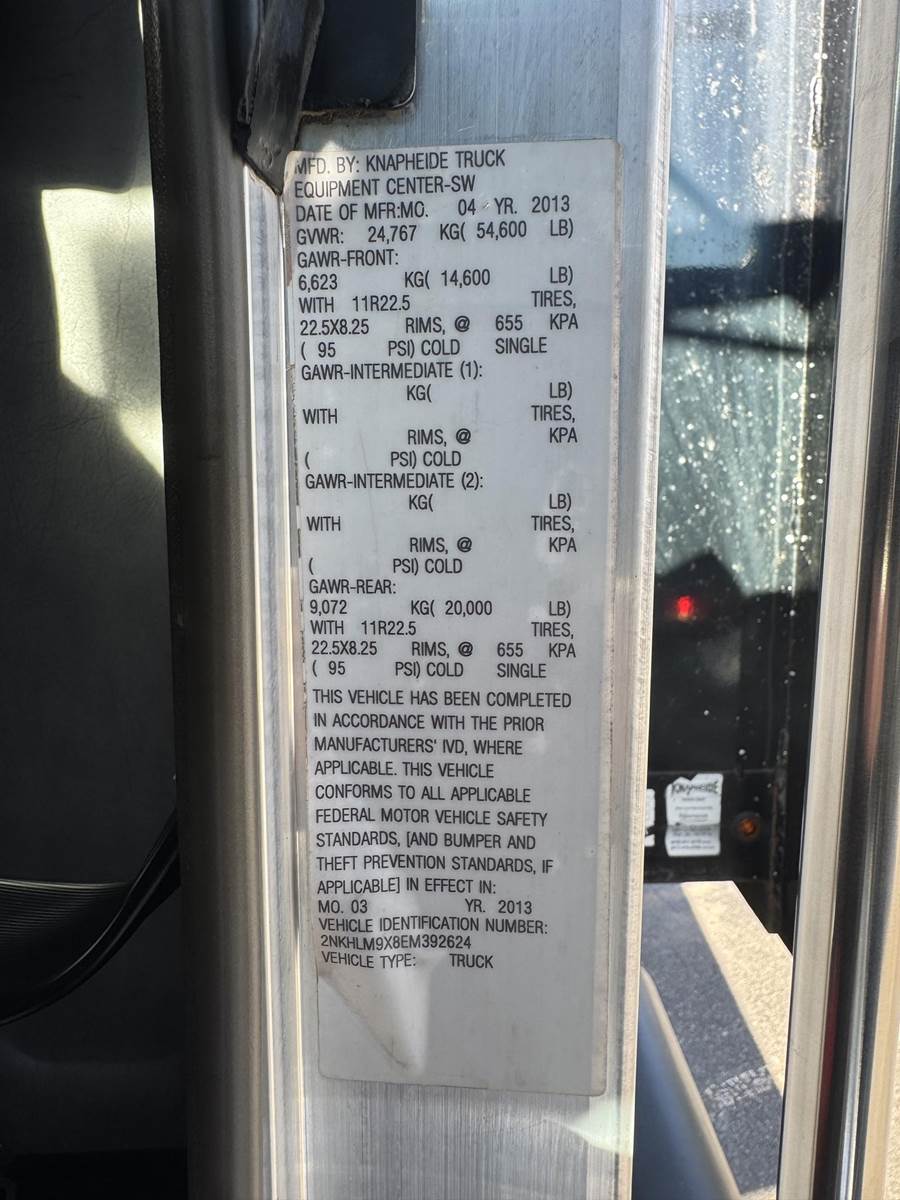 MFD. BY: KNAPHEIDE TRUCK
EQUIPMENT CENTER-SW
DATE OF MFR:MO. 04 YR. 2013
GVWR: 24,767 KG( 54,600 LB)
GAWR-FRONT:
6,623 KG( 14,600 LB)
WITH 11R22.5 TIRES,
22.5X8.25 RIMS, @ 655 KPA
( 95 PSI) COLD SINGLE
GAWR-INTERMEDIATE (1):
KG( LB)
WITH TIRES,
RIMS, @ KPA
( PSI) COLD
GAWR-INTERMEDIATE (2):
KG( LB)
WITH TIRES,
RIMS, @ KPA
( PSI) COLD
GAWR-REAR:
9,072 KG( 20,000 LB)
WITH 11R22.5 TIRES,
22.5X8.25 RIMS, @ 655 KPA
( 95 PSI) COLD SINGLE
THIS VEHICLE HAS BEEN COMPLETED
IN ACCORDANCE WITH THE PRIOR
MANUFACTURERS' IVD, WHERE
APPLICABLE. THIS VEHICLE
CONFORMS TO ALL APPLICABLE
FEDERAL MOTOR VEHICLE SAFETY
STANDARDS, [AND BUMPER AND
THEFT PREVENTION STANDARDS, IF
APPLICABLE] IN EFFECT IN:
MO. 03 YR. 2013
VEHICLE IDENTIFICATION NUMBER:
2NKHLM9X8EM392624
VEHICLE TYPE: TRUCK
KNAPHEIDE